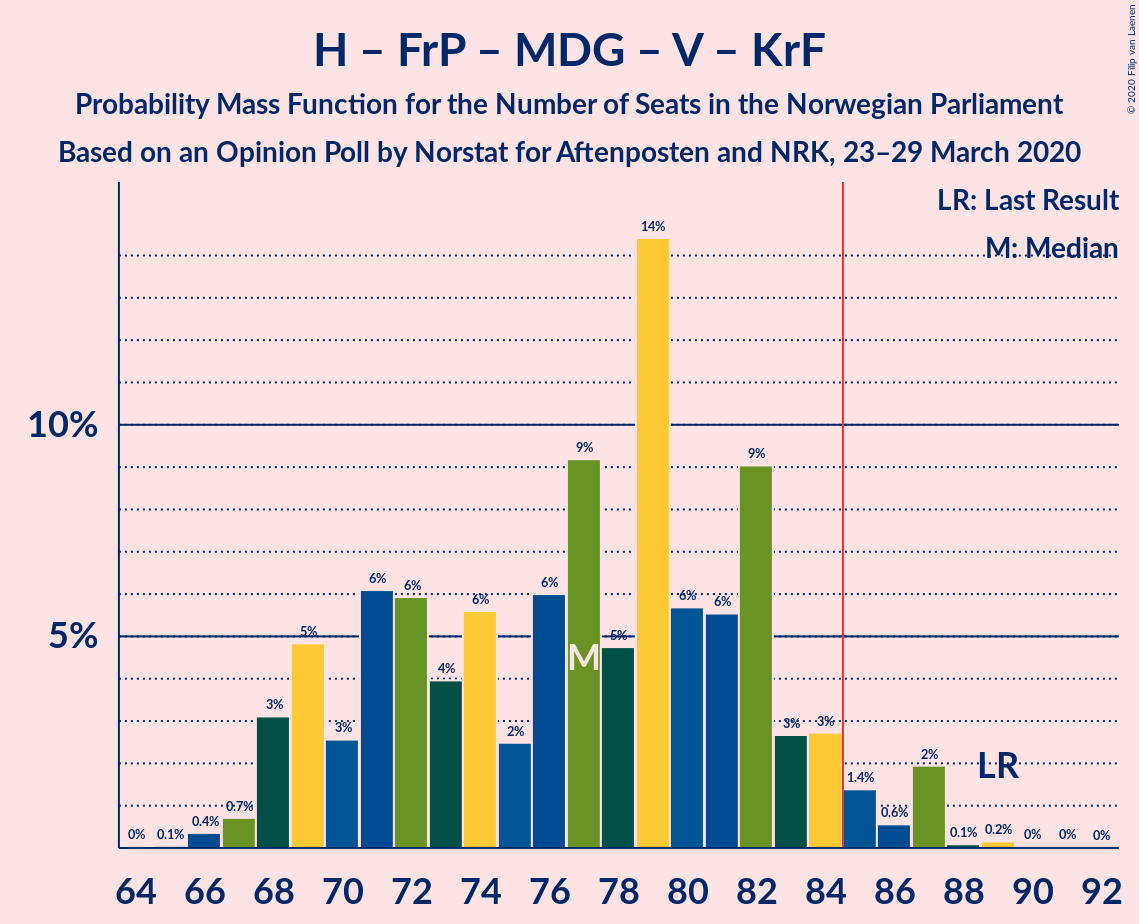 H – FrP – MDG – V – KrF
Probability Mass Function for the Number of Seats in the Norwegian Parliament
Based on an Opinion Poll by Norstat for Aftenposten and NRK, 23–29 March 2020
© 2020 Filip van Laenen
LR: Last Result
M: Median
10%
5%
0% 0.1% 0.4% 0.7% 3% 5% 3% 6% 6% 4% 6% 2% 6% 9% 5% 14% 6% 6% 9% 3% 3% 1.4% 0.6% 2% 0.1% 0.2% 0% 0% 0%
M
LR
64 66 68 70 72 74 76 78 80 82 84 86 88 90 92